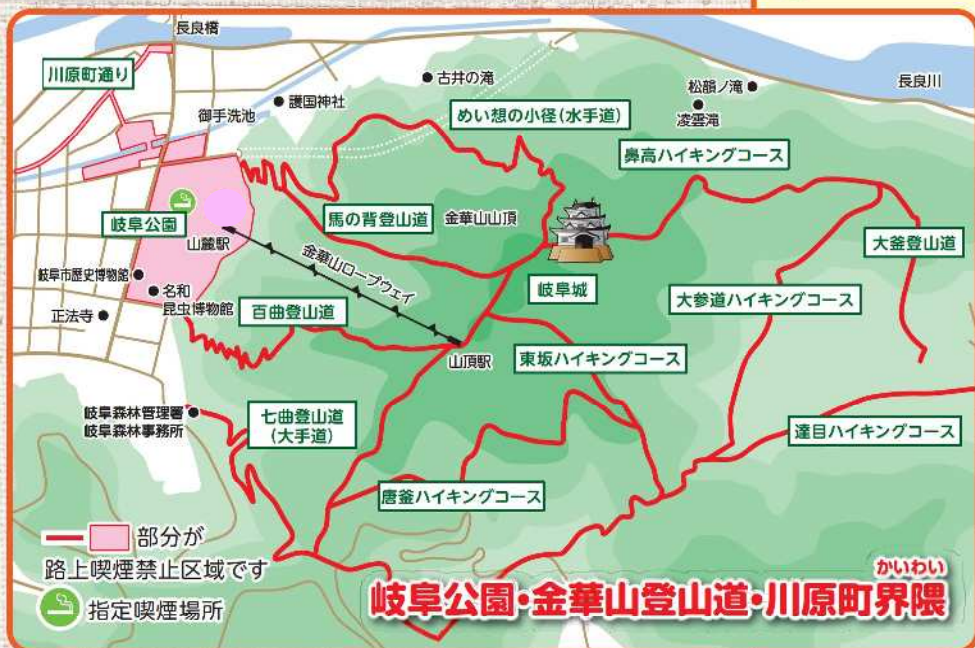 長良橋
川原町通り
御手洗池
護国神社
古井の滝
めい想の小径(水手道)
松韻ノ滝
凌雲滝
長良川
鼻高ハイキングコース
岐阜公園
山麓駅
馬の背登山道
金華山山頂
大釜登山道
岐阜市歴史博物館
名和
昆虫博物館
正法寺
金華山ロープウェイ
岐阜城
大参道ハイキングコース
百曲登山道
山頂駅
東坂ハイキングコース
岐阜森林管理署
岐阜森林事務所
七曲登山道
(大手道)
達目ハイキングコース
唐釜ハイキングコース
部分が
路上喫煙禁止区域です
指定喫煙場所
かいわい
岐阜公園・金華山登山道・川原町界隈